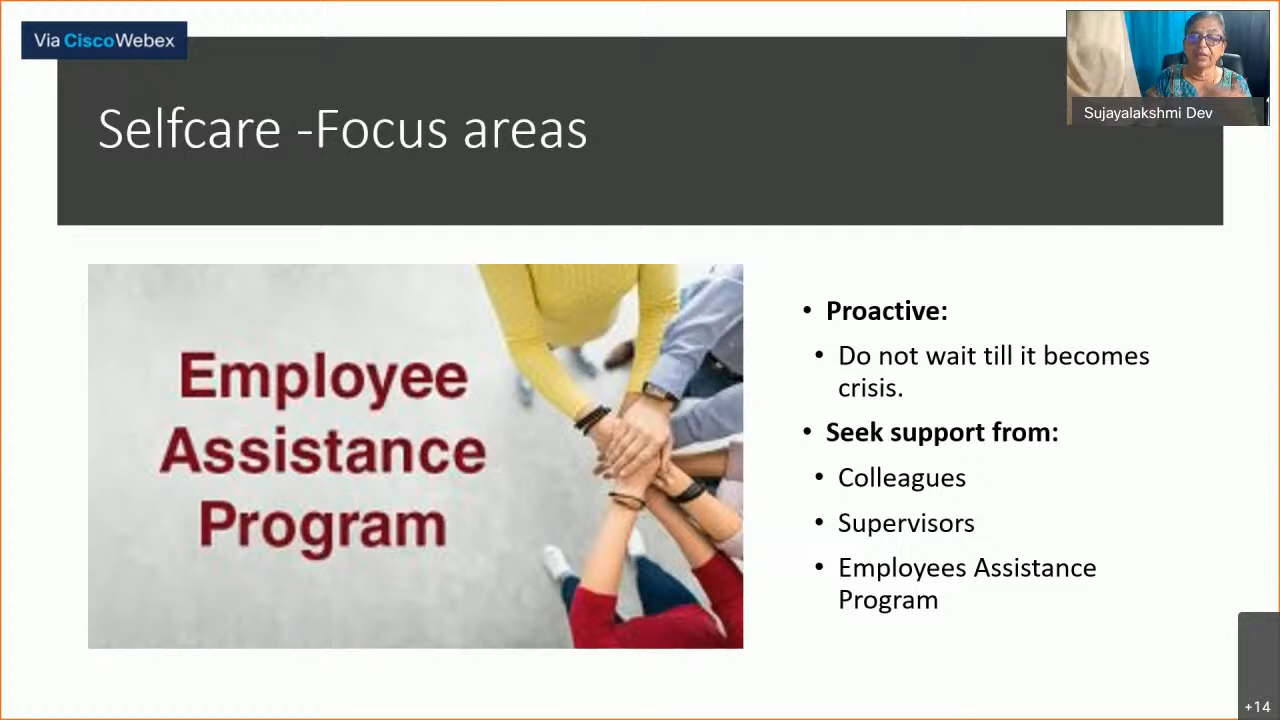 Via CiscoWebex
Sujayalakshmi Dev
Selfcare -Focus areas
Employee
Assistance
Program
• Proactive:
• Do not wait till it becomes
crisis.
• Seek support from:
• Colleagues
• Supervisors
• Employees Assistance
Program
+14